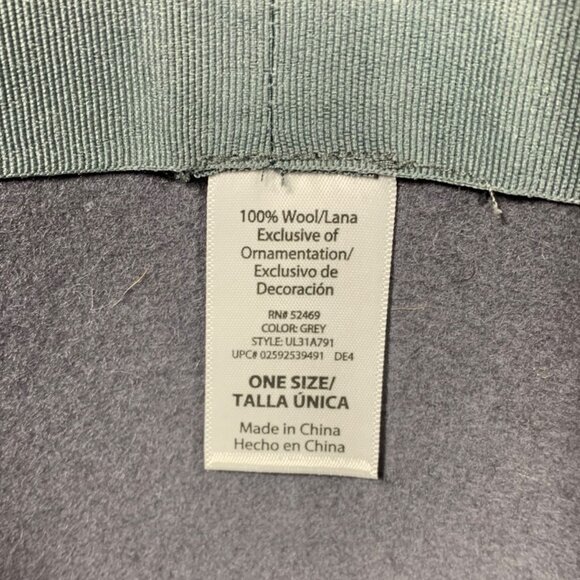 100% Wool/Lana
Exclusive of
Ornamentation/
Exclusivo de
Decoración
RN# 52469
COLOR: GREY
STYLE: UL31A791
UPC# 02592539491 DE4
ONE SIZE/
TALLA ÚNICA
Made in China
Hecho en China